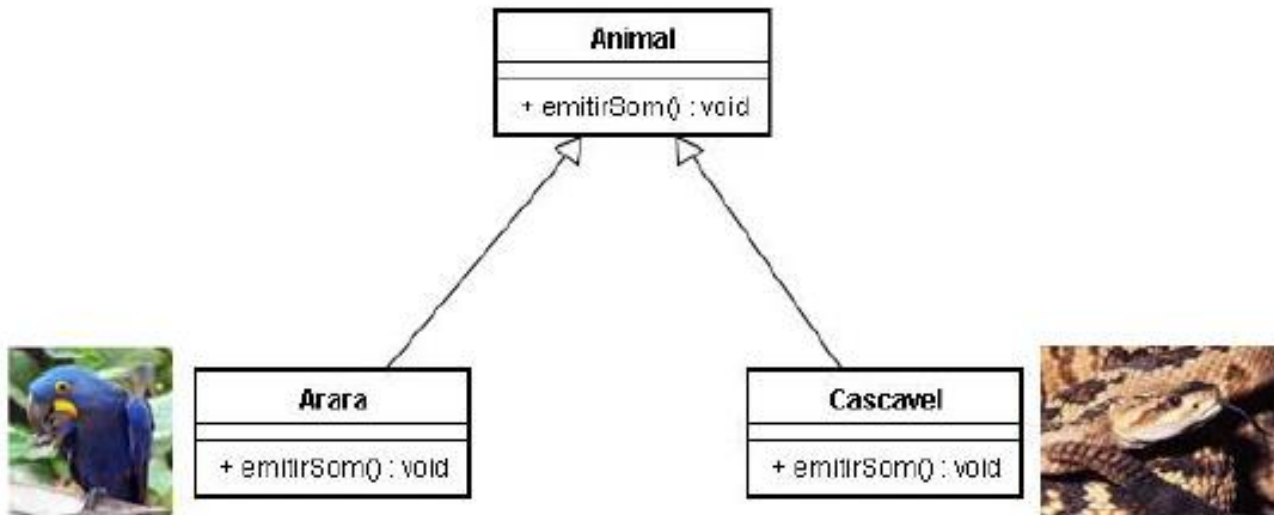 Animal
+ emitirSom() : void
Arara
+ emitirSom() : void
Cascavel
+ emitirSom() : void